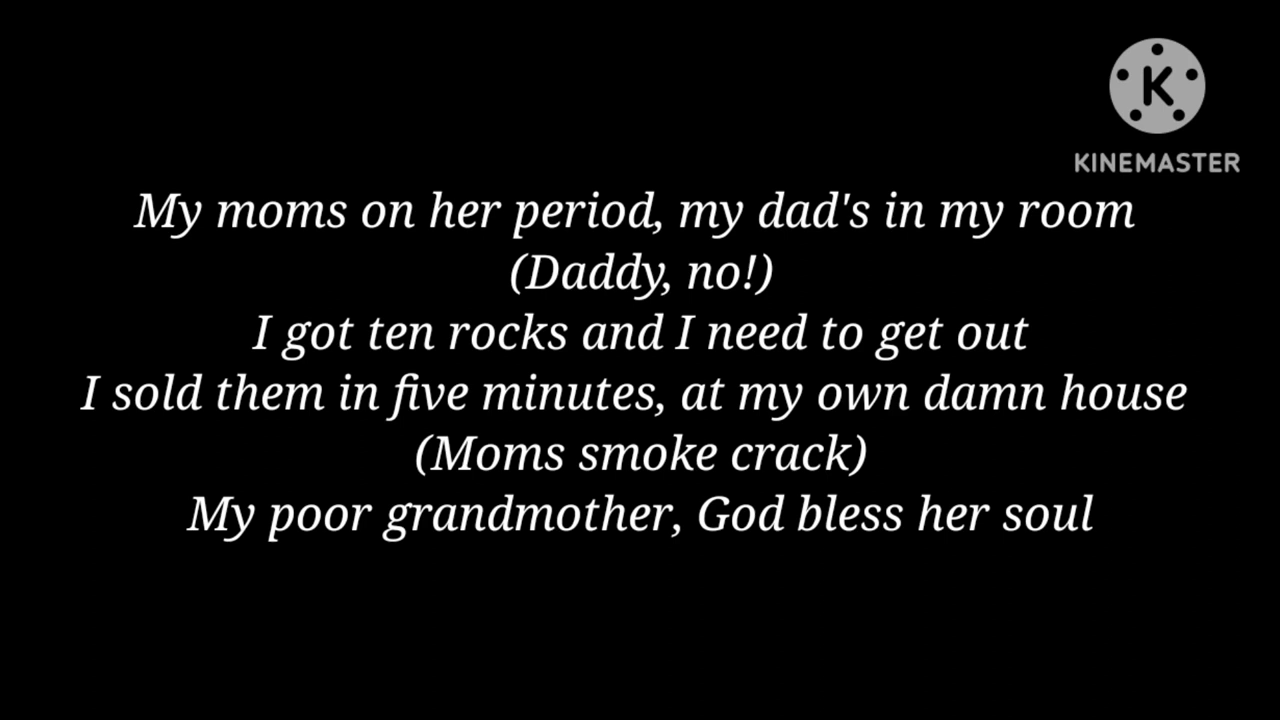 KINEMASTER
My moms on her period, my dad's in my room
(Daddy, no!)
I got ten rocks and I need to get out
I sold them in five minutes, at my own damn house
(Moms smoke crack)
My poor grandmother, God bless her soul